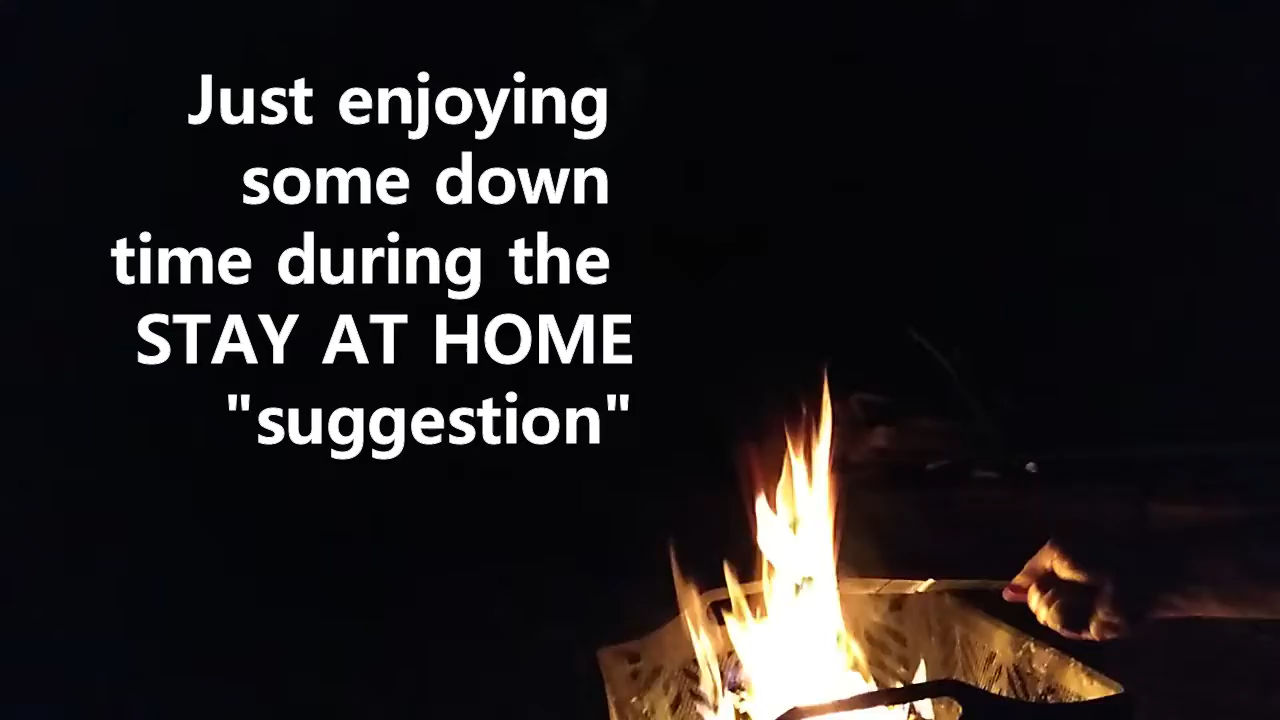 Just enjoying
some down
time during the
STAY AT HOME
"suggestion"